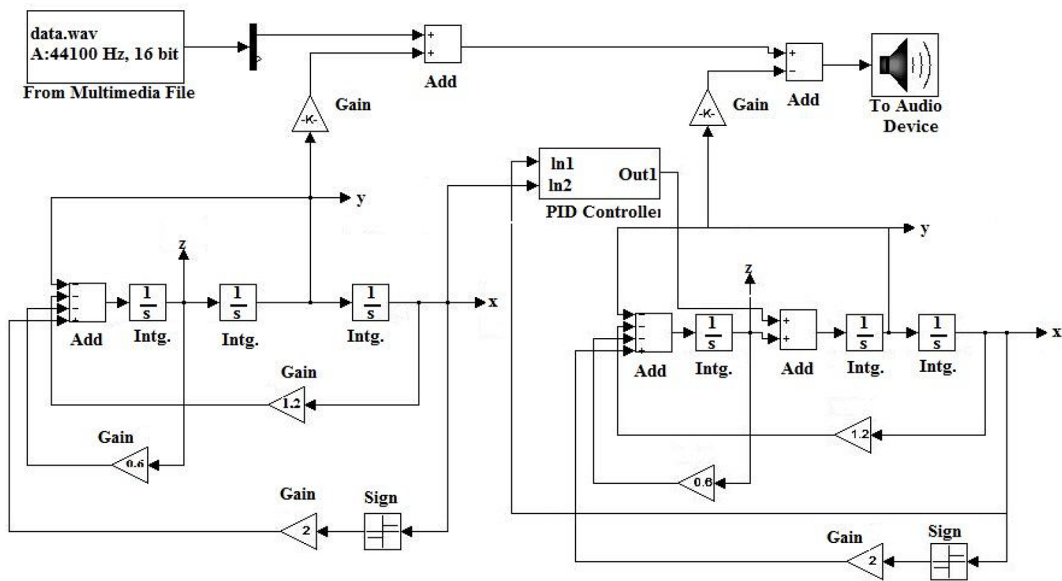 data.wav
A:44100 Hz, 16 bit
From Multimedia File
+
+
Add
Gain
-K-
+
−
Add
Gain
-K-
To Audio
Device
ln1
ln2
Out1
PID Controller
y
z
−
−
−
+
Add
1
s
Intg.
1
s
Intg.
1
s
Intg.
x
Gain
1.2
Gain
0.6
Gain
2
Sign
y
z
−
−
−
+
Add
1
s
Intg.
+
+
Add
1
s
Intg.
1
s
Intg.
x
1.2
0.6
Gain
2
Sign